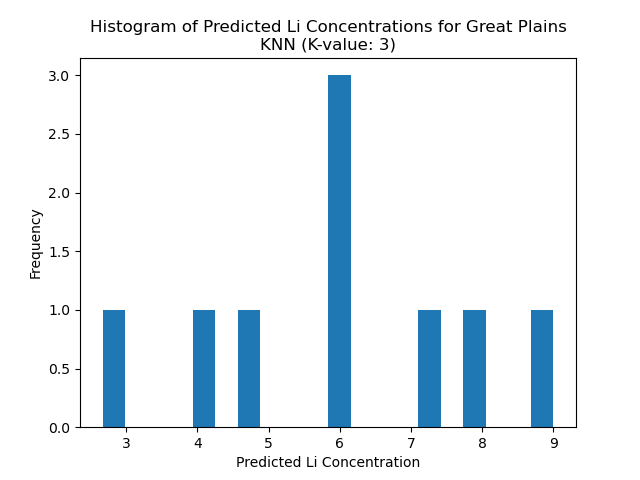 Histogram of Predicted Li Concentrations for Great Plains
KNN (K-value: 3)
3.0
2.5
2.0
1.5
1.0
0.5
0.0
Frequency
3 4 5 6 7 8 9
Predicted Li Concentration